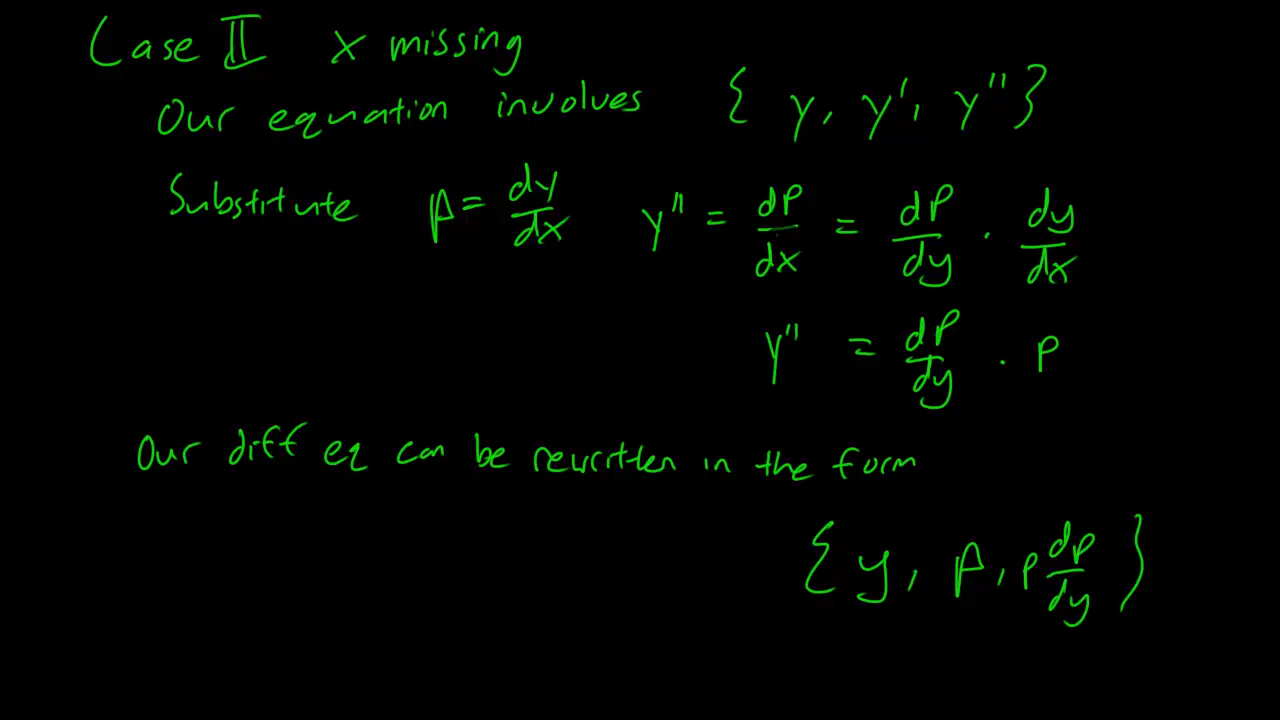 Case II x missing
Our equation involves { y, y', y'' }
Substitute p = dy/dx y'' = dP/dx = dP/dy · dy/dx
y'' = dP/dy · P
Our diff eq can be rewritten in the form
{ y, p, p dp/dy }